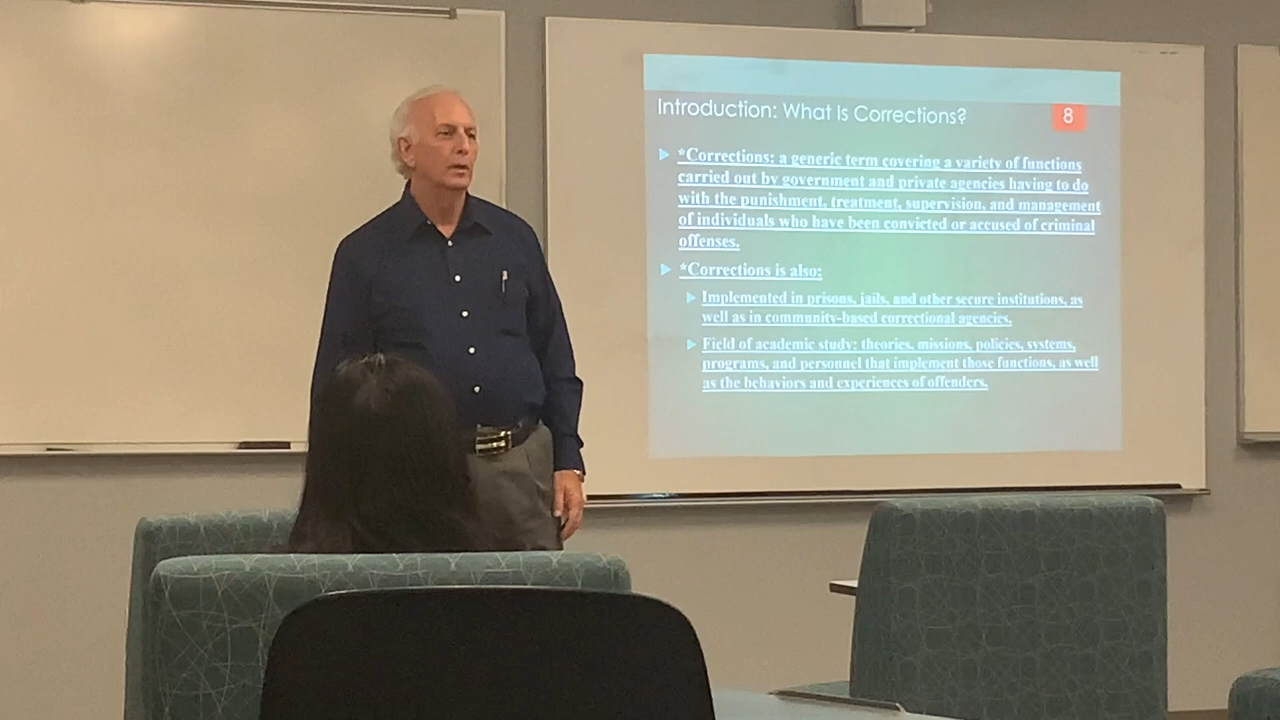 Introduction: What Is Corrections?
8
*Corrections: a generic term covering a variety of functions
carried out by government and private agencies having to do
with the punishment, treatment, supervision, and management
of individuals who have been convicted or accused of criminal
offenses.
*Corrections is also:
Implemented in prisons, jails, and other secure institutions, as
well as in community-based correctional agencies.
Field of academic study: theories, missions, policies, systems,
programs, and personnel that implement those functions, as well
as the behaviors and experiences of offenders.